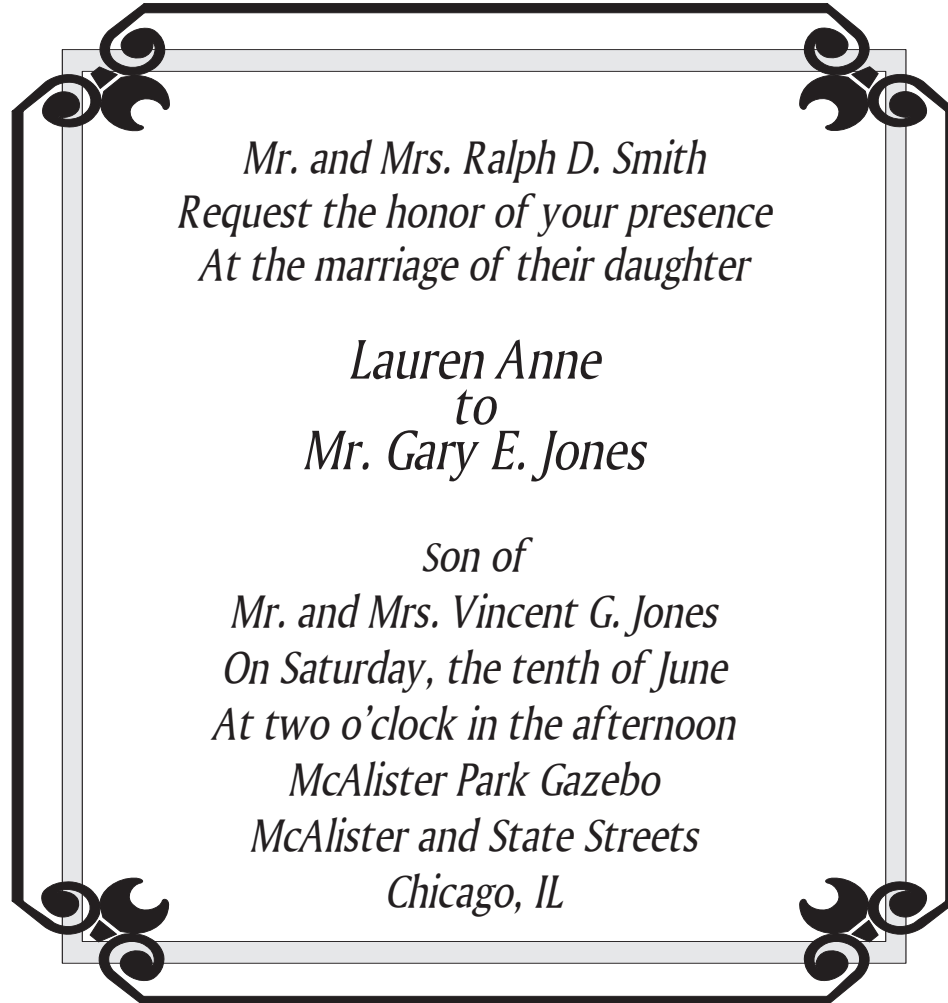 Mr. and Mrs. Ralph D. Smith
Request the honor of your presence
At the marriage of their daughter
Lauren Anne
to
Mr. Gary E. Jones
Son of
Mr. and Mrs. Vincent G. Jones
On Saturday, the tenth of June
At two o’clock in the afternoon
McAlister Park Gazebo
McAlister and State Streets
Chicago, IL